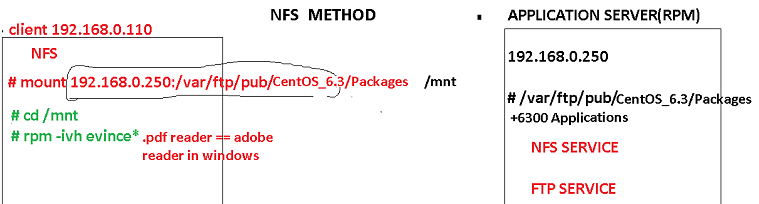 NFS METHOD
. APPLICATION SERVER(RPM)
client 192.168.0.110
NFS
# mount 192.168.0.250:/var/ftp/pub/CentOS_6.3/Packages /mnt
# cd /mnt
# rpm -ivh evince* .pdf reader == adobe
reader in windows
192.168.0.250
# /var/ftp/pub/CentOS_6.3/Packages
+6300 Applications
NFS SERVICE
FTP SERVICE